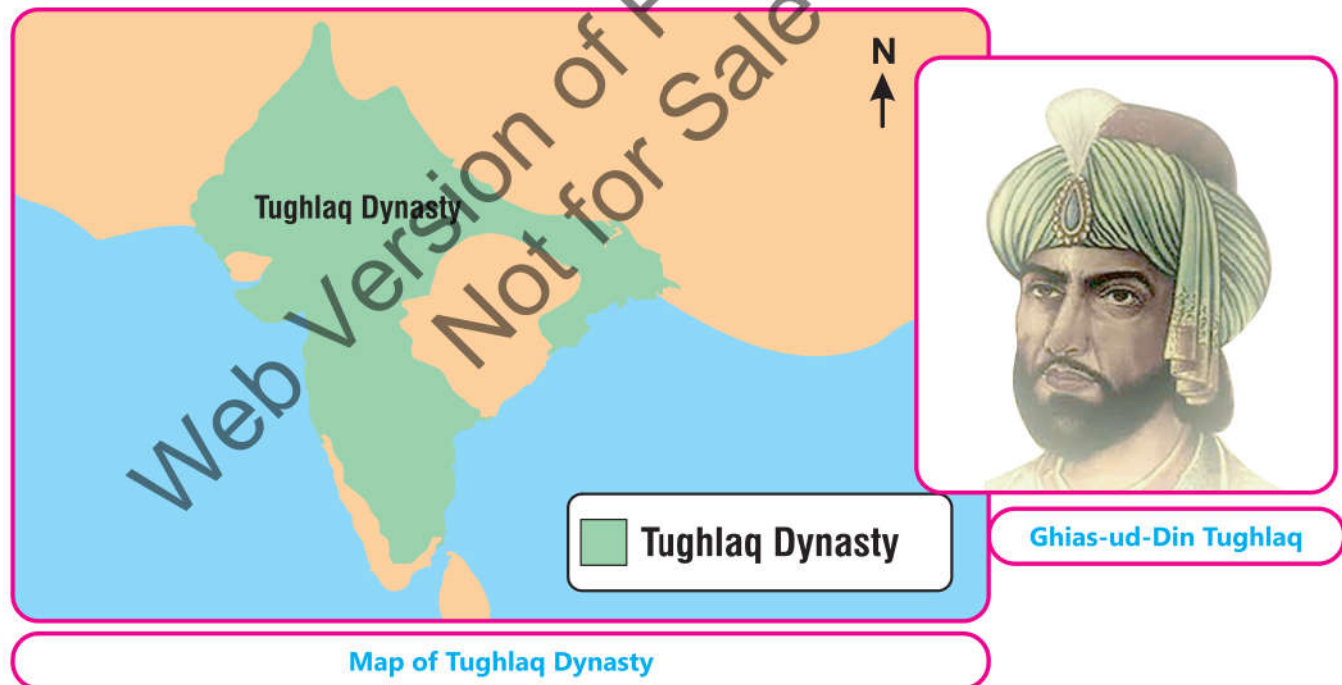 Web Version of
Not for Sale
N
Tughlaq Dynasty
Tughlaq Dynasty
Ghias-ud-Din Tughlaq
Map of Tughlaq Dynasty